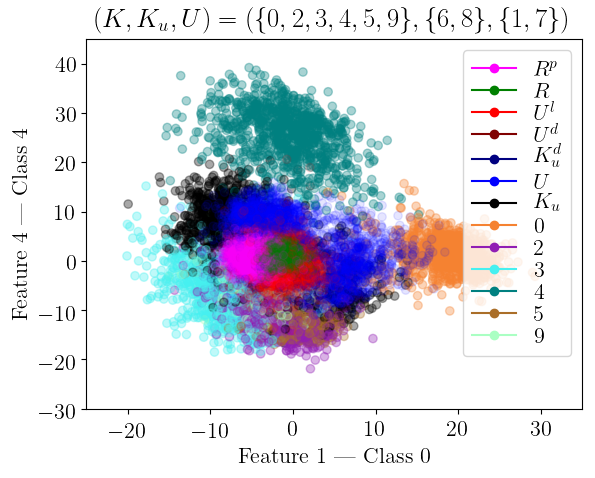 (K, K_u, U) = ({0, 2, 3, 4, 5, 9}, {6, 8}, {1, 7})
40
30
20
10
0
−10
−20
−30
Feature 4 — Class 4
−20 −10 0 10 20 30
Feature 1 — Class 0
R^p
R
U^l
U^d
K_u^d
U
K_u
0
2
3
4
5
9